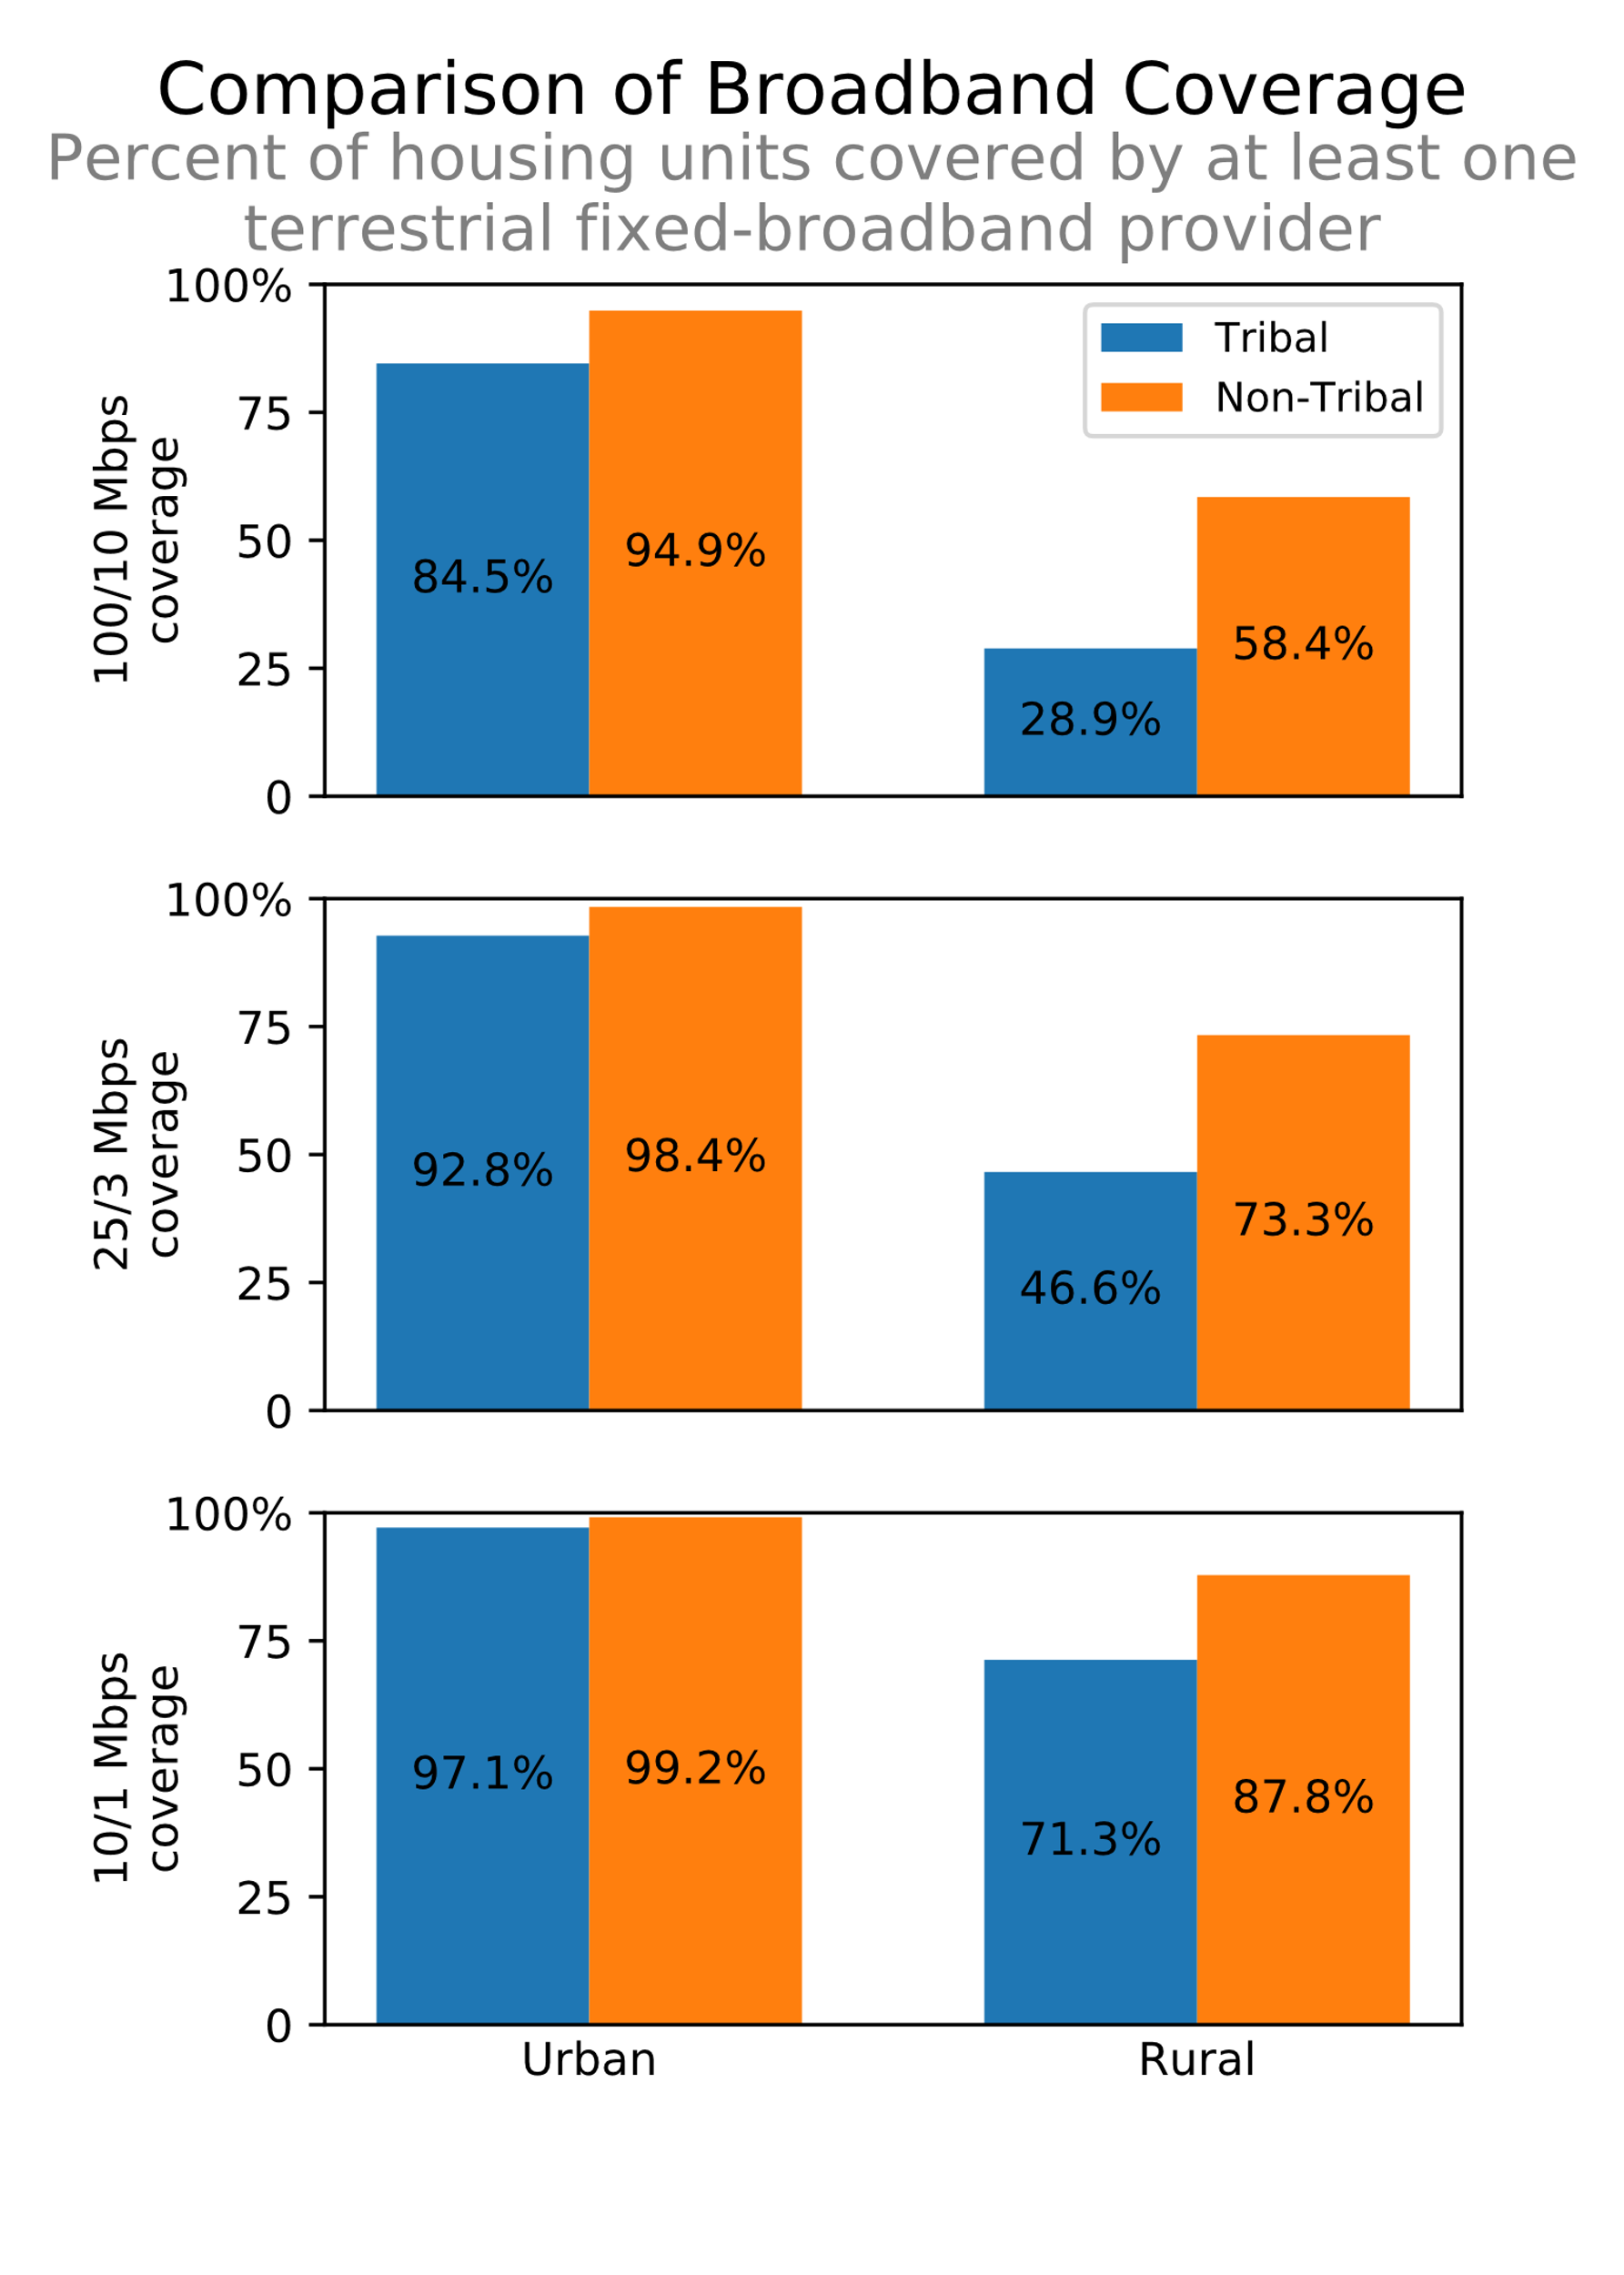 Comparison of Broadband Coverage
Percent of housing units covered by at least one
terrestrial fixed-broadband provider
100/10 Mbps
coverage
100%
75
50
25
0
Tribal
Non-Tribal
84.5%
94.9%
28.9%
58.4%
25/3 Mbps
coverage
100%
75
50
25
0
92.8%
98.4%
46.6%
73.3%
10/1 Mbps
coverage
100%
75
50
25
0
97.1%
99.2%
71.3%
87.8%
Urban
Rural